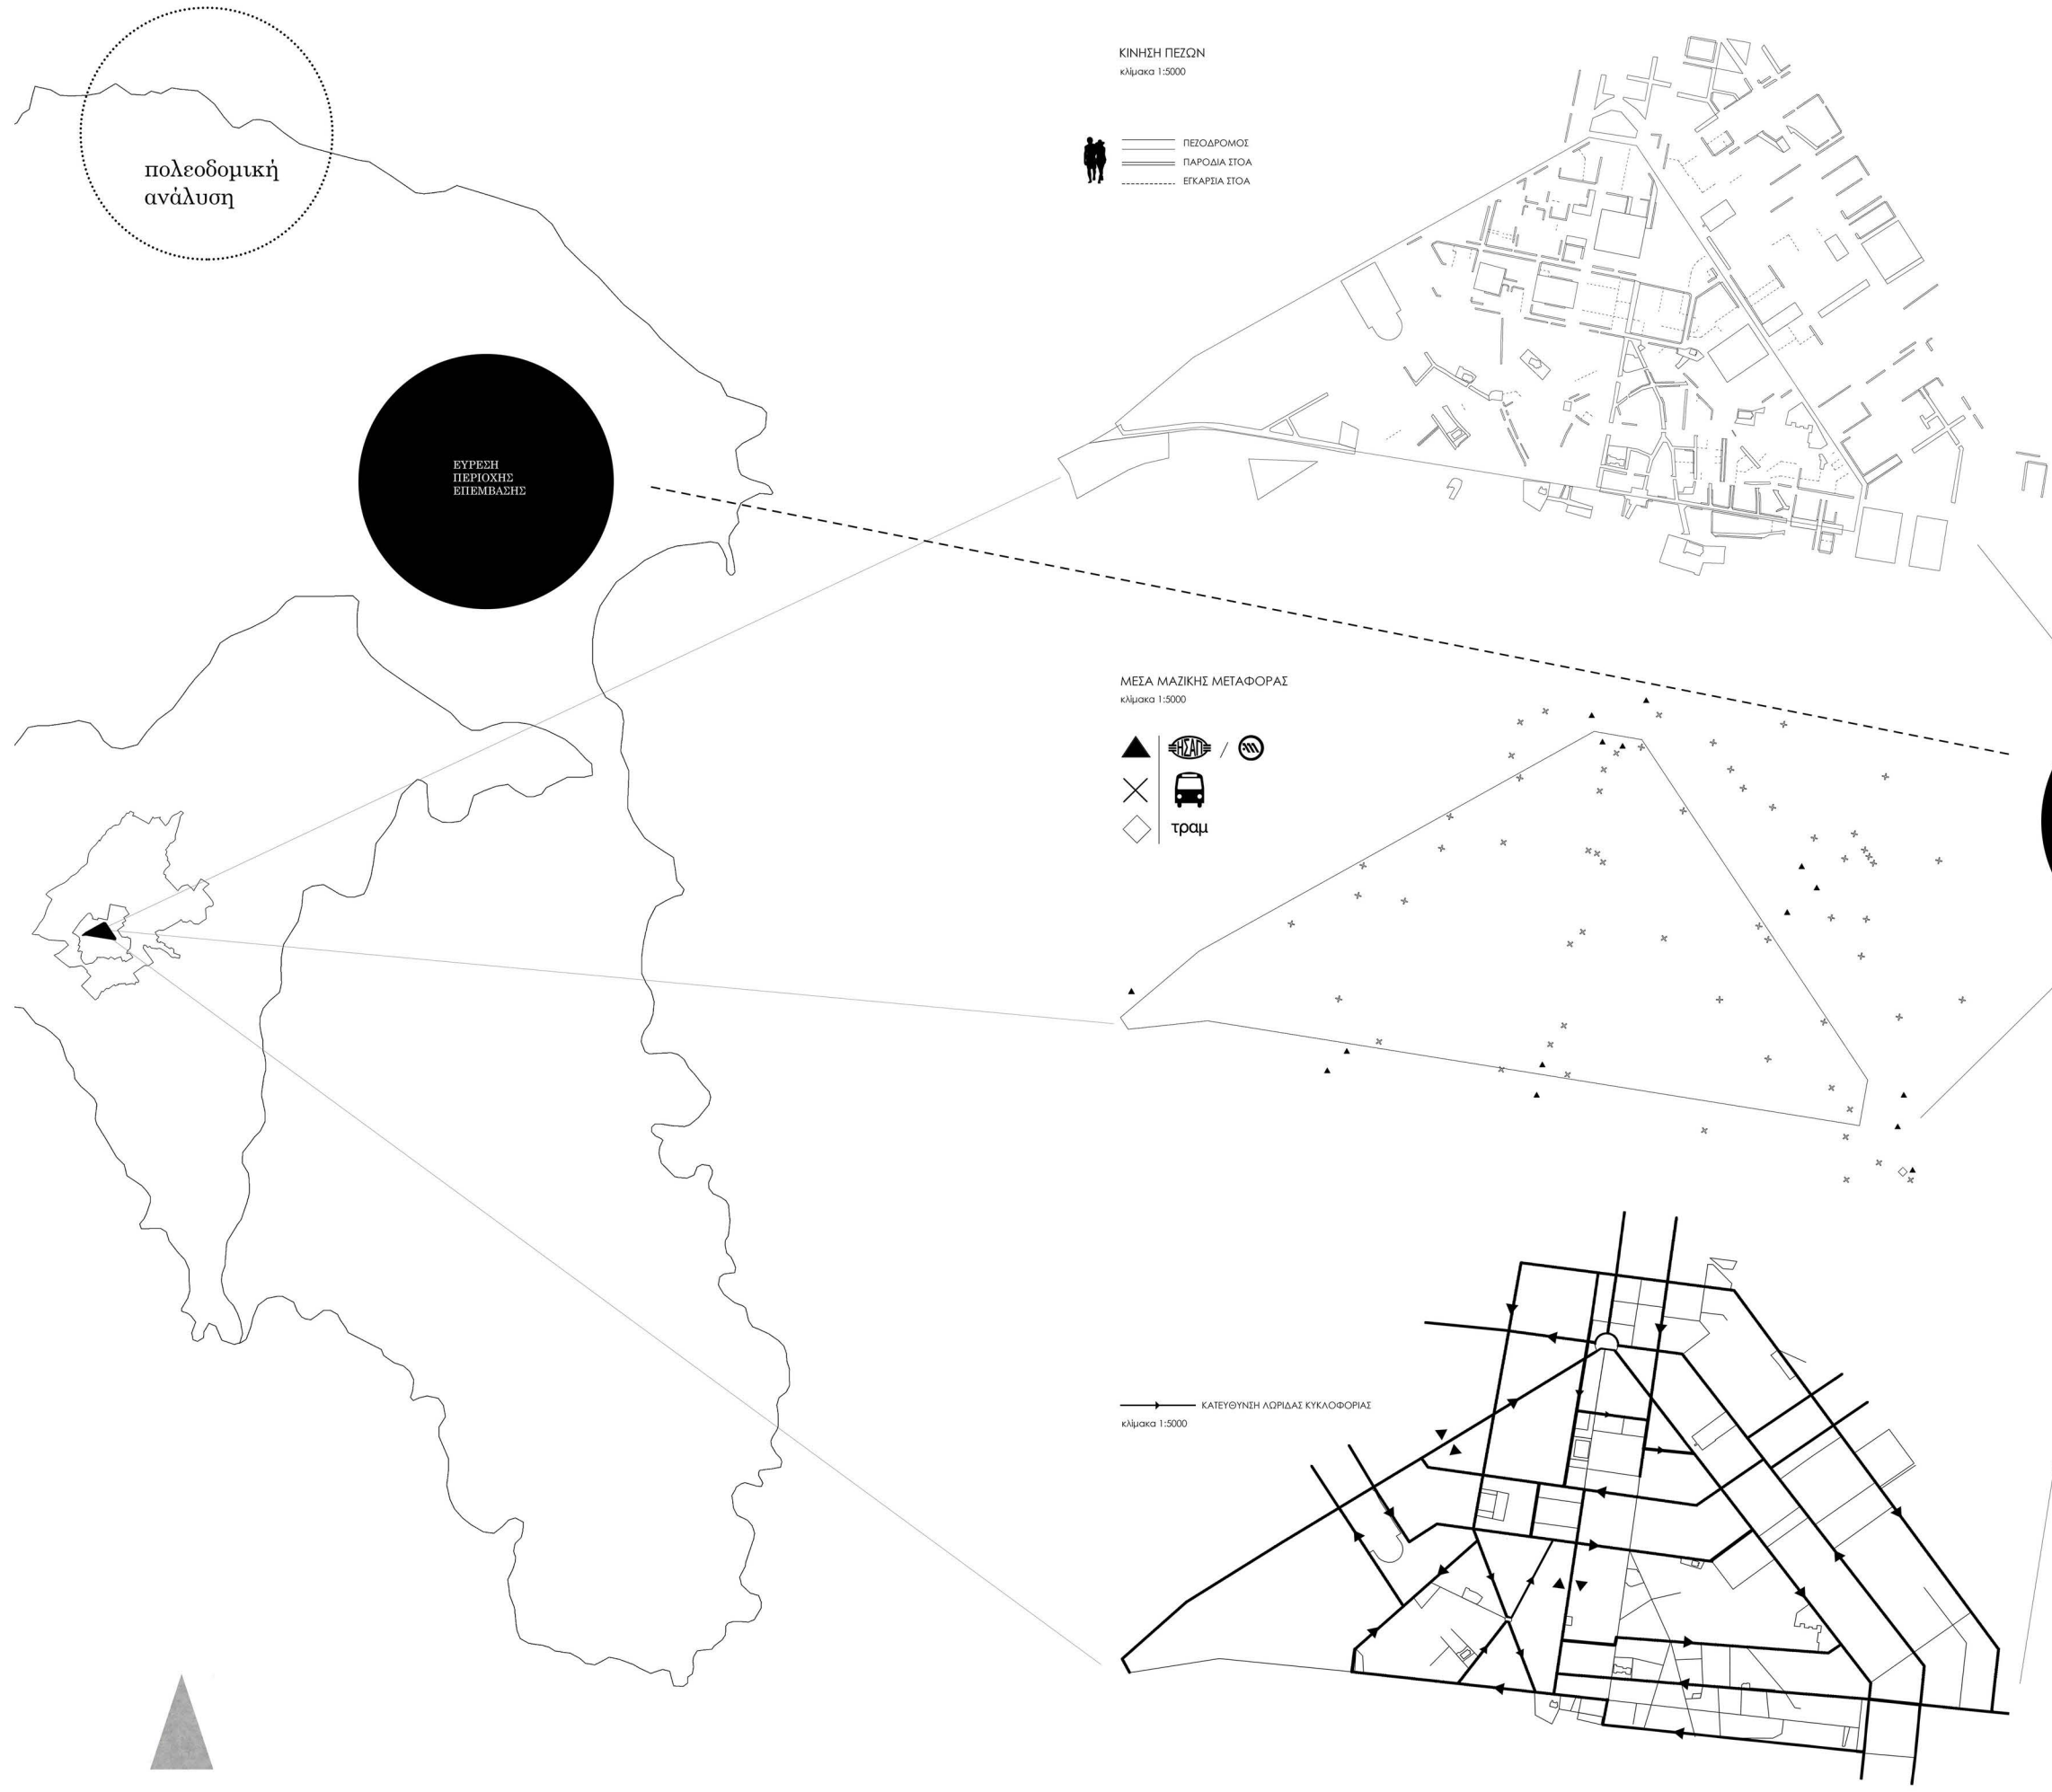 πολεοδομική
ανάλυση
ΕΥΡΕΣΗ
ΠΕΡΙΟΧΗΣ
ΕΠΕΜΒΑΣΗΣ
ΚΙΝΗΣΗ ΠΕΖΩΝ
κλίμακα 1:5000
ΠΕΖΟΔΡΟΜΟΣ
ΠΑΡΟΔΙΑ ΣΤΟΑ
ΕΓΚΑΡΣΙΑ ΣΤΟΑ
ΜΕΣΑ ΜΑΖΙΚΗΣ ΜΕΤΑΦΟΡΑΣ
κλίμακα 1:5000
ΗΣΑΠ /
τραμ
ΚΑΤΕΥΘΥΝΣΗ ΛΩΡΙΔΑΣ ΚΥΚΛΟΦΟΡΙΑΣ
κλίμακα 1:5000